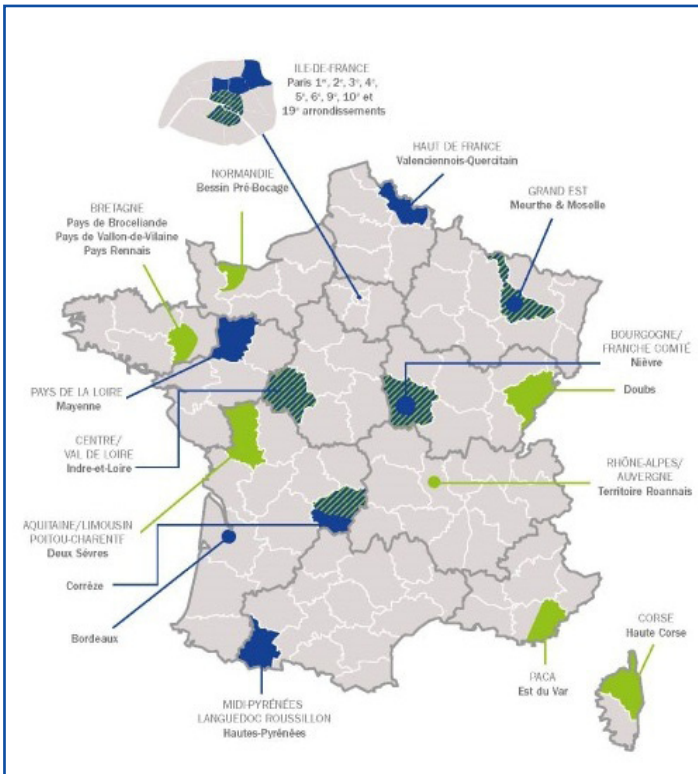 ILE-DE-FRANCE
Paris 1er, 2e, 3e, 4e,
5e, 6e, 9e, 10e et
19e arrondissements
HAUT DE FRANCE
Valenciennois-Quercitain
NORMANDIE
Bessin Pré-Bocage
GRAND EST
Meurthe & Moselle
BRETAGNE
Pays de Broceliande
Pays de Vallon-de-Vilaine
Pays Rennais
BOURGOGNE/
FRANCHE COMTÉ
Nièvre
Doubs
PAYS DE LA LOIRE
Mayenne
CENTRE/
VAL DE LOIRE
Indre-et-Loire
RHÔNE-ALPES/
AUVERGNE
Territoire Roannais
AQUITAINE/LIMOUSIN
POITOU-CHARENTE
Deux Sévres
Corrèze
Bordeaux
CORSE
Haute Corse
PACA
Est du Var
MIDI-PYRÉNÉES
LANGUEDOC ROUSSILLON
Hautes-Pyrénées